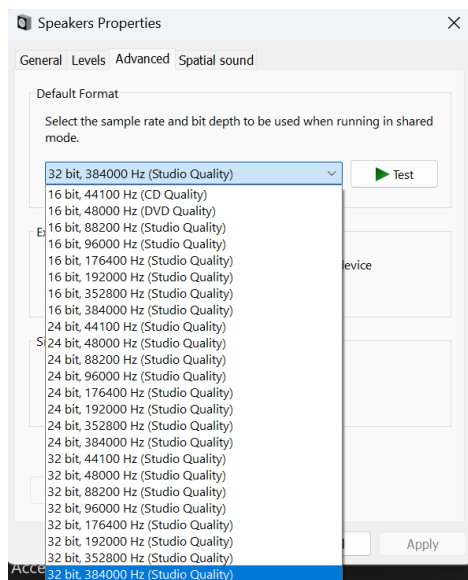 Speakers Properties
General Levels Advanced Spatial sound
Default Format
Select the sample rate and bit depth to be used when running in shared
mode.
32 bit, 384000 Hz (Studio Quality)
Test
16 bit, 44100 Hz (CD Quality)
16 bit, 48000 Hz (DVD Quality)
16 bit, 88200 Hz (Studio Quality)
16 bit, 96000 Hz (Studio Quality)
16 bit, 176400 Hz (Studio Quality)
16 bit, 192000 Hz (Studio Quality)
16 bit, 352800 Hz (Studio Quality)
16 bit, 384000 Hz (Studio Quality)
24 bit, 44100 Hz (Studio Quality)
24 bit, 48000 Hz (Studio Quality)
24 bit, 88200 Hz (Studio Quality)
24 bit, 96000 Hz (Studio Quality)
24 bit, 176400 Hz (Studio Quality)
24 bit, 192000 Hz (Studio Quality)
24 bit, 352800 Hz (Studio Quality)
24 bit, 384000 Hz (Studio Quality)
32 bit, 44100 Hz (Studio Quality)
32 bit, 48000 Hz (Studio Quality)
32 bit, 88200 Hz (Studio Quality)
32 bit, 96000 Hz (Studio Quality)
32 bit, 176400 Hz (Studio Quality)
32 bit, 192000 Hz (Studio Quality)
32 bit, 352800 Hz (Studio Quality)
32 bit, 384000 Hz (Studio Quality)
Apply